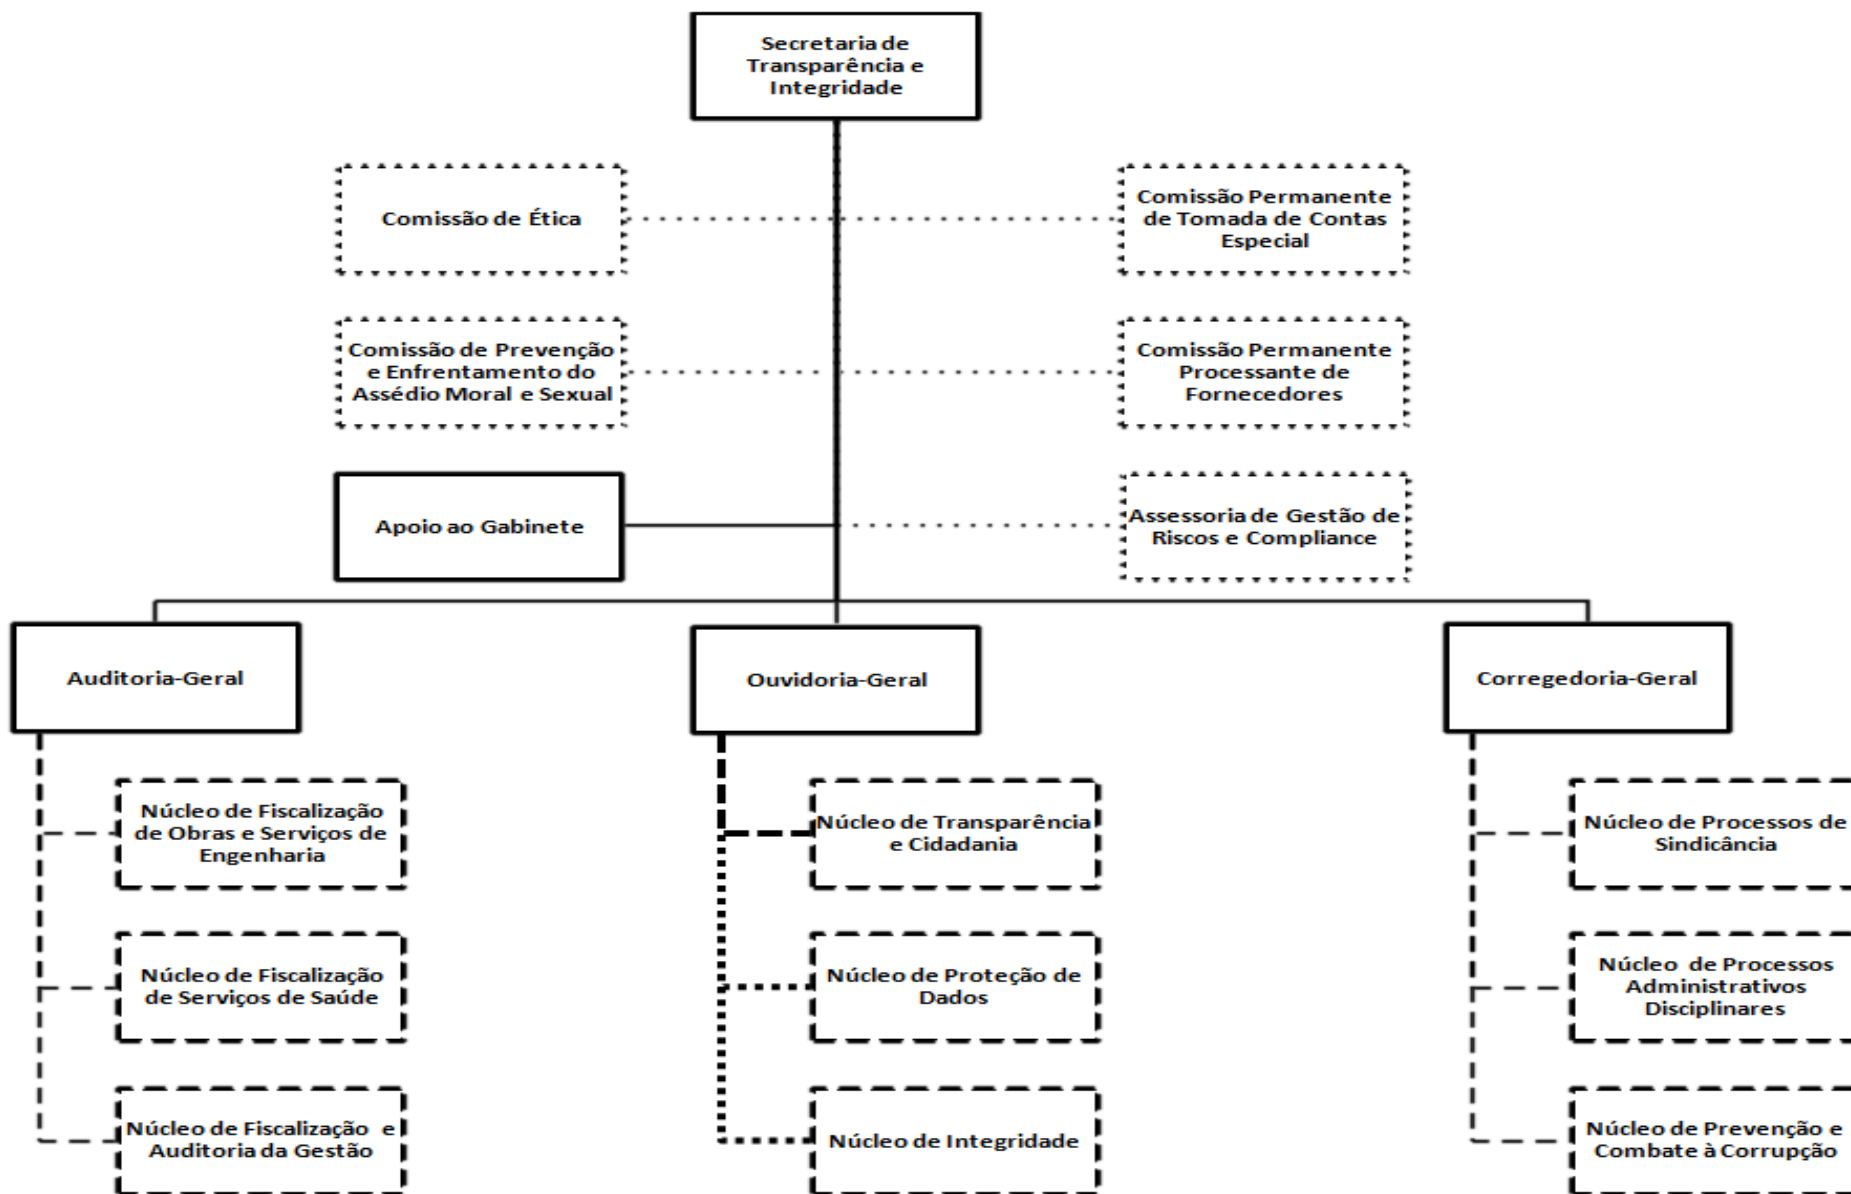 Secretaria de
Transparência e
Integridade
Comissão de Ética
Comissão Permanente
de Tomada de Contas
Especial
Comissão de Prevenção
e Enfrentamento do
Assédio Moral e Sexual
Comissão Permanente
Processante de
Fornecedores
Apoio ao Gabinete
Assessoria de Gestão de
Riscos e Compliance
Auditoria-Geral
Ouvidoria-Geral
Corregedoria-Geral
Núcleo de Fiscalização
de Obras e Serviços de
Engenharia
Núcleo de Transparência
e Cidadania
Núcleo de Processos de
Sindicância
Núcleo de Fiscalização
de Serviços de Saúde
Núcleo de Proteção de
Dados
Núcleo de Processos
Administrativos
Disciplinares
Núcleo de Fiscalização e
Auditoria da Gestão
Núcleo de Integridade
Núcleo de Prevenção e
Combate à Corrupção